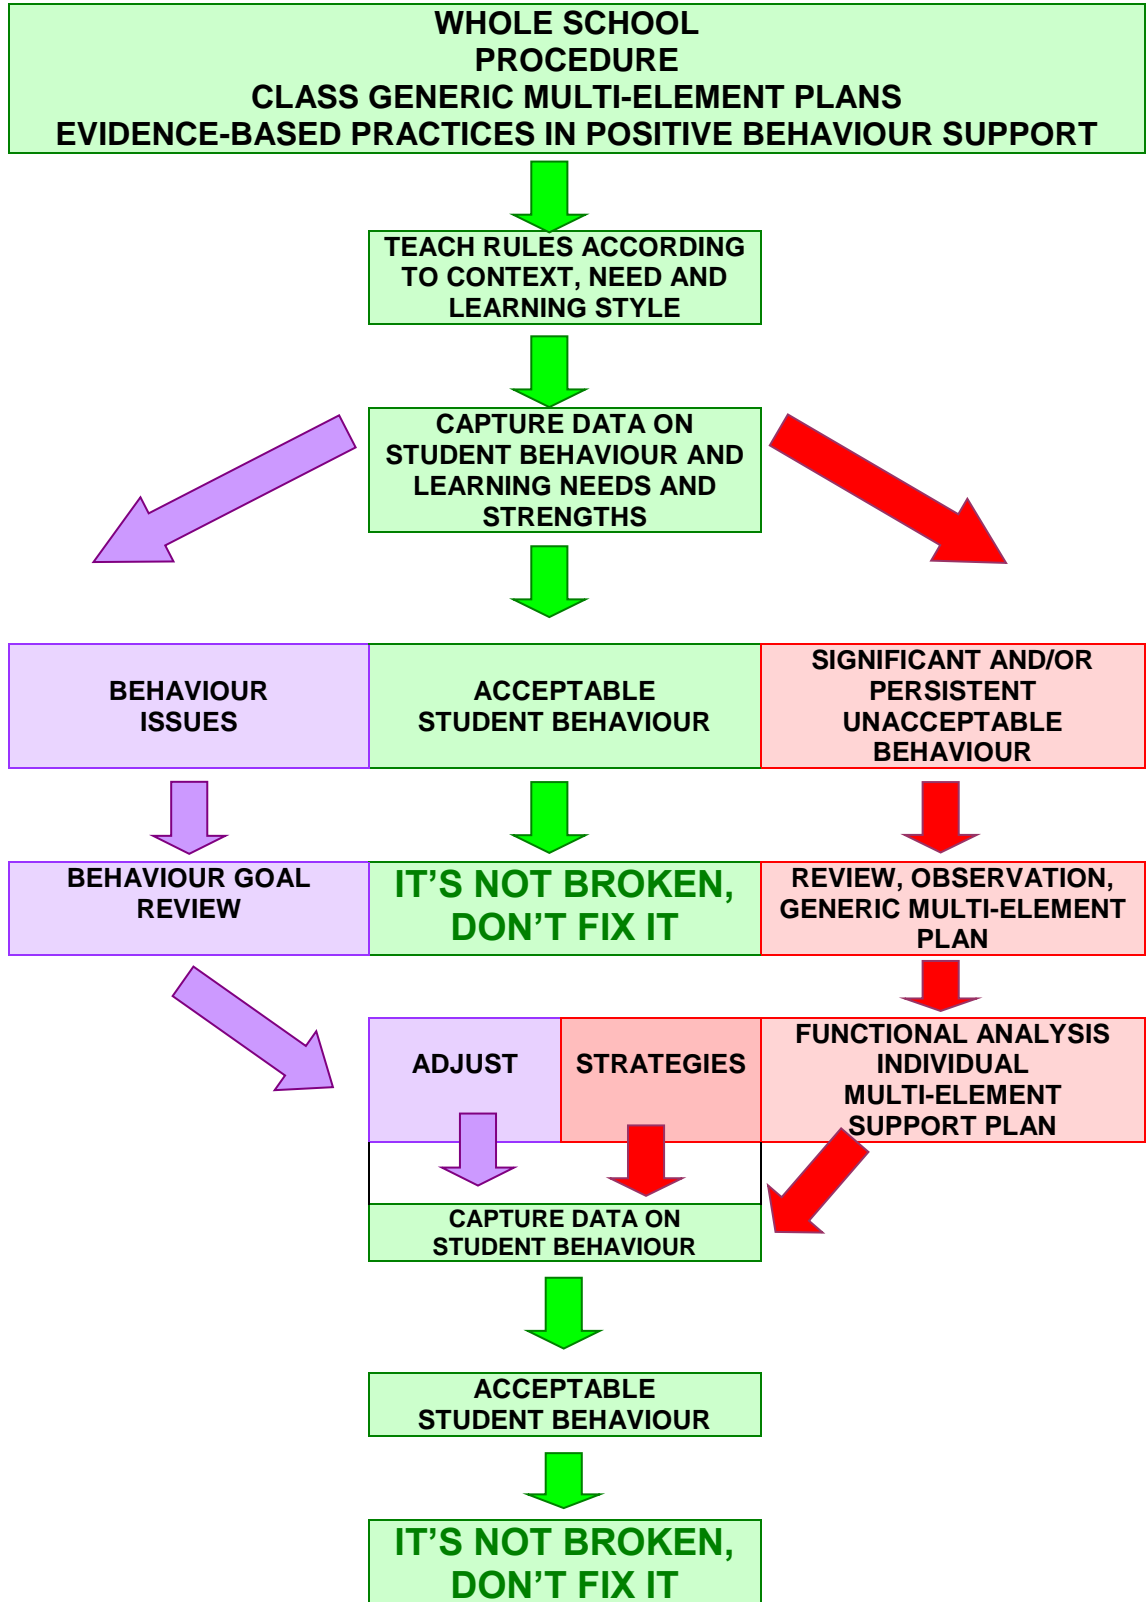 WHOLE SCHOOL
PROCEDURE
CLASS GENERIC MULTI-ELEMENT PLANS
EVIDENCE-BASED PRACTICES IN POSITIVE BEHAVIOUR SUPPORT
TEACH RULES ACCORDING
TO CONTEXT, NEED AND
LEARNING STYLE
CAPTURE DATA ON
STUDENT BEHAVIOUR AND
LEARNING NEEDS AND
STRENGTHS
BEHAVIOUR
ISSUES
ACCEPTABLE
STUDENT BEHAVIOUR
SIGNIFICANT AND/OR
PERSISTENT
UNACCEPTABLE
BEHAVIOUR
BEHAVIOUR GOAL
REVIEW
IT’S NOT BROKEN,
DON’T FIX IT
REVIEW, OBSERVATION,
GENERIC MULTI-ELEMENT
PLAN
ADJUST
STRATEGIES
FUNCTIONAL ANALYSIS
INDIVIDUAL
MULTI-ELEMENT
SUPPORT PLAN
CAPTURE DATA ON
STUDENT BEHAVIOUR
ACCEPTABLE
STUDENT BEHAVIOUR
IT’S NOT BROKEN,
DON’T FIX IT